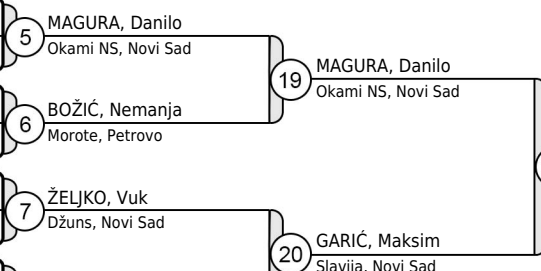 5
MAGURA, Danilo
Okami NS, Novi Sad
19
MAGURA, Danilo
Okami NS, Novi Sad
6
BOŽIĆ, Nemanja
Morote, Petrovo
7
ŽELJKO, Vuk
Džuns, Novi Sad
20
GARIĆ, Maksim
Slavija, Novi Sad